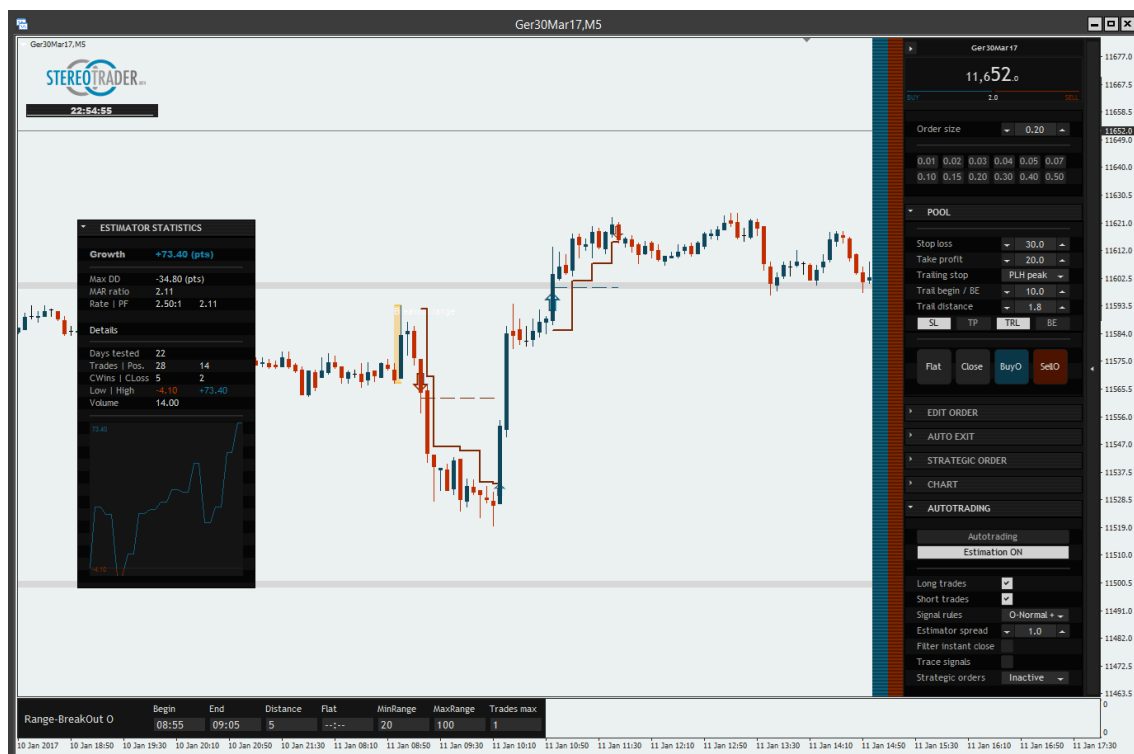 Ger30Mar17,M5
Ger30Mar17,M5
STEREOTRADER
22:54:55
ESTIMATOR STATISTICS
Growth +73.40 (pts)
Max DD -34.80 (pts)
MAR ratio 2.11
Rate | PF 2.50:1 2.11
Details
Days tested 22
Trades | Pos. 28 14
CWins | CLoss 5 2
Low | High -4.10 +73.40
Volume 14.00
73.40
-4.10
Range
Ger30Mar17
11,652.0
BUY 2.0 SELL
Order size 0.20
0.01 0.02 0.03 0.04 0.05 0.07
0.10 0.15 0.20 0.30 0.40 0.50
POOL
Stop loss 30.0
Take profit 20.0
Trailing stop PLH peak
Trail begin / BE 10.0
Trail distance 1.8
SL TP TRL BE
Flat Close BuyO SellO
EDIT ORDER
AUTO EXIT
STRATEGIC ORDER
CHART
AUTOTRADING
Autotrading
Estimation ON
Long trades
Short trades
Signal rules O-Normal +
Estimator spread 1.0
Filter instant close
Trace signals
Strategic orders Inactive
11677.0
11667.5
11658.5
11652.0
11649.0
11640.0
11630.5
11621.0
11612.0
11602.5
11593.5
11584.0
11575.0
11565.5
11556.0
11547.0
11537.5
11528.5
11519.0
11510.0
11500.5
11491.0
11482.0
11472.5
11463.5
0
0
Range-BreakOut O
Begin End Distance Flat MinRange MaxRange Trades max
08:55 09:05 5 --:-- 20 100 1
10 Jan 2017 10 Jan 18:50 10 Jan 19:30 10 Jan 20:10 10 Jan 20:50 10 Jan 21:30 11 Jan 08:10 11 Jan 08:50 11 Jan 09:30 11 Jan 10:10 11 Jan 10:50 11 Jan 11:30 11 Jan 12:10 11 Jan 12:50 11 Jan 13:30 11 Jan 14:10 11 Jan 14:50 11 Jan 15:30 11 Jan 16:10 11 Jan 16:50 11 Jan 17:30